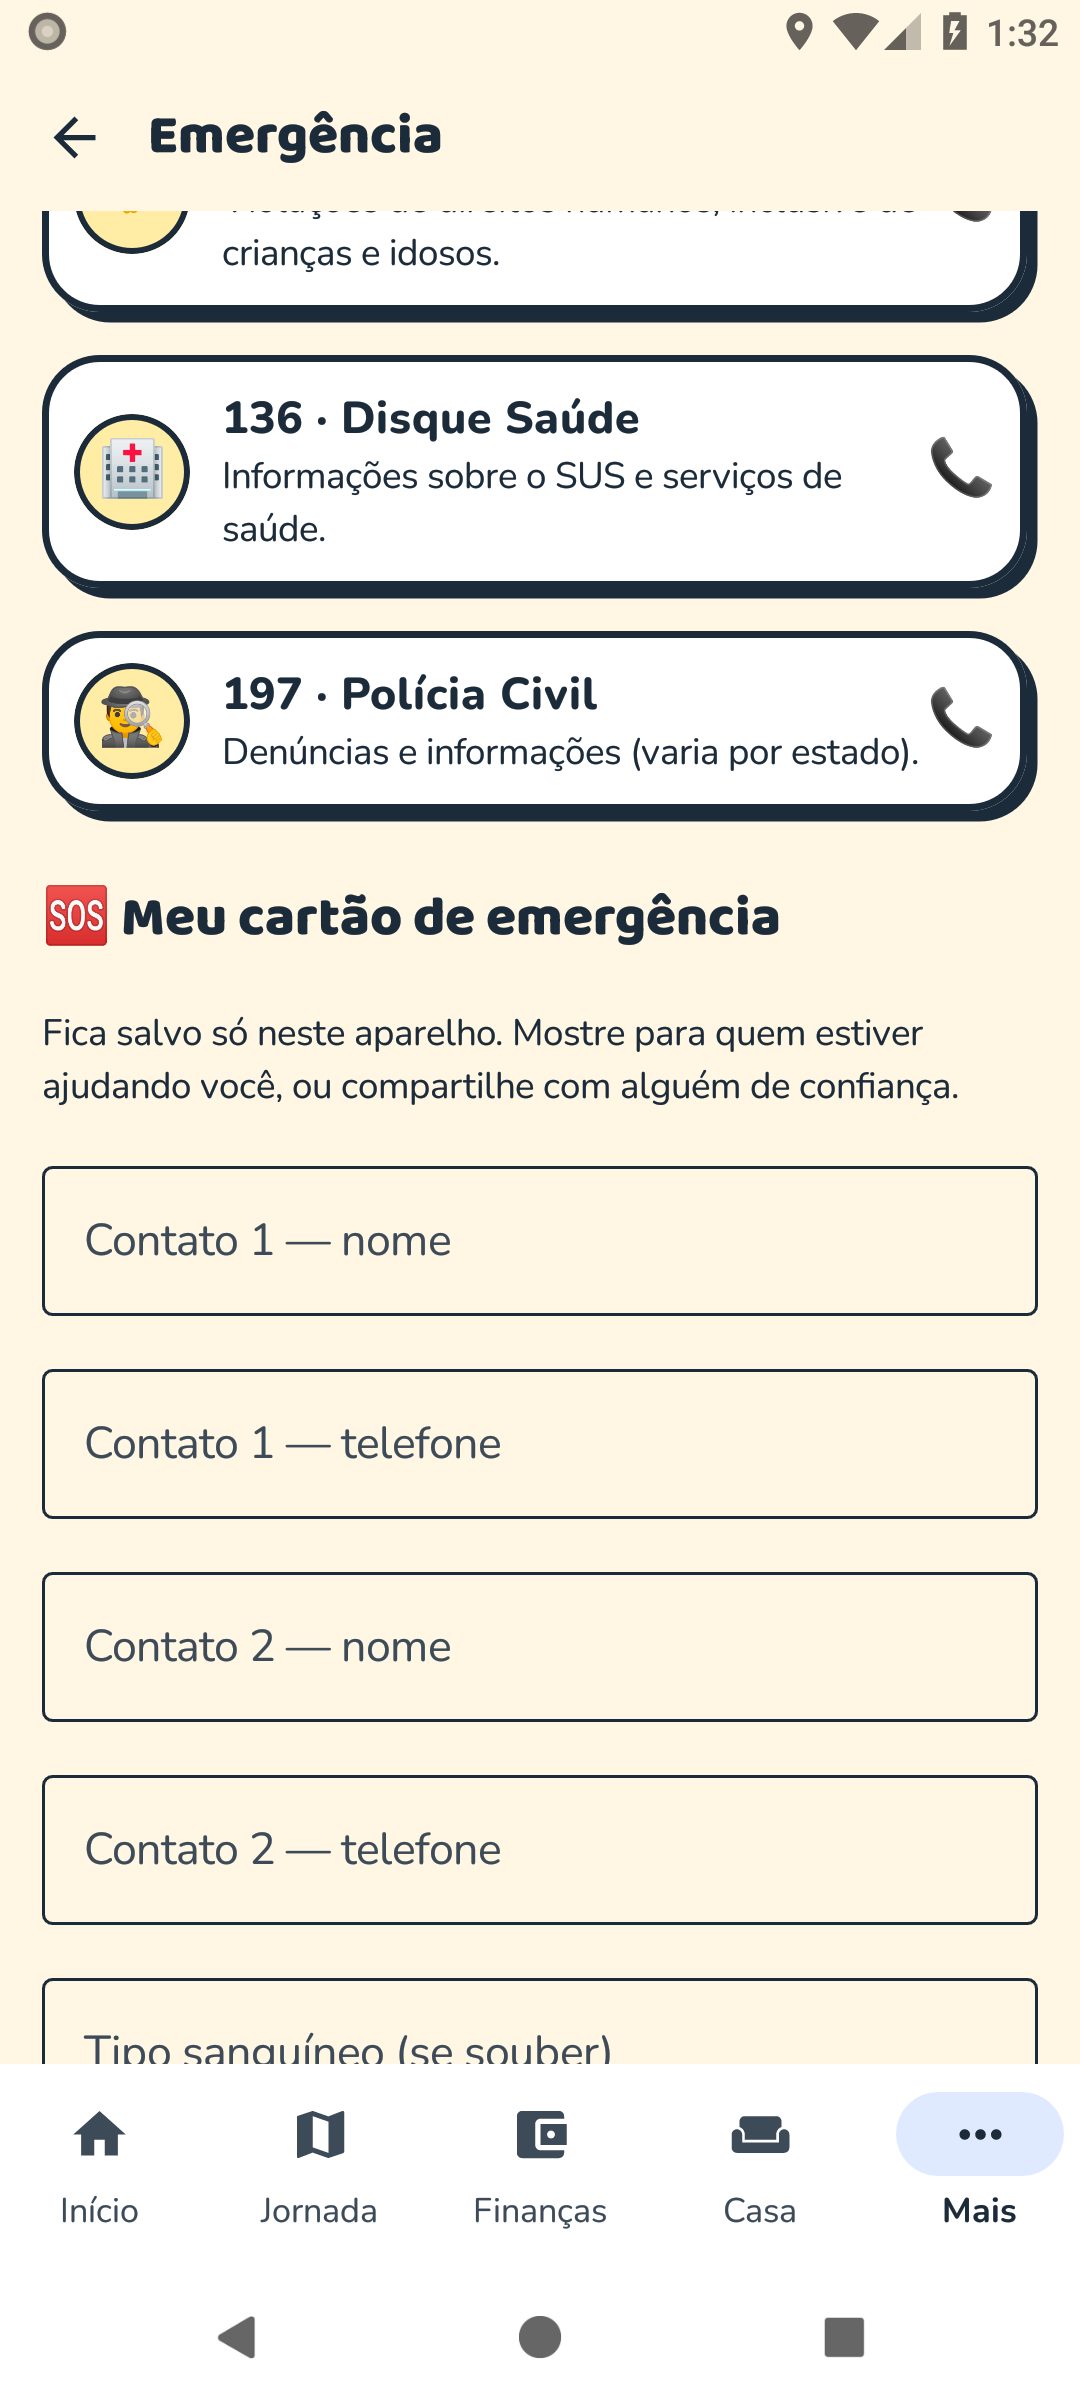 1:32
Emergência
crianças e idosos.
136 · Disque Saúde
Informações sobre o SUS e serviços de
saúde.
197 · Polícia Civil
Denúncias e informações (varia por estado).
SOS Meu cartão de emergência
Fica salvo só neste aparelho. Mostre para quem estiver
ajudando você, ou compartilhe com alguém de confiança.
Contato 1 — nome
Contato 1 — telefone
Contato 2 — nome
Contato 2 — telefone
Tipo sanguíneo (se souber)
Início
Jornada
Finanças
Casa
Mais